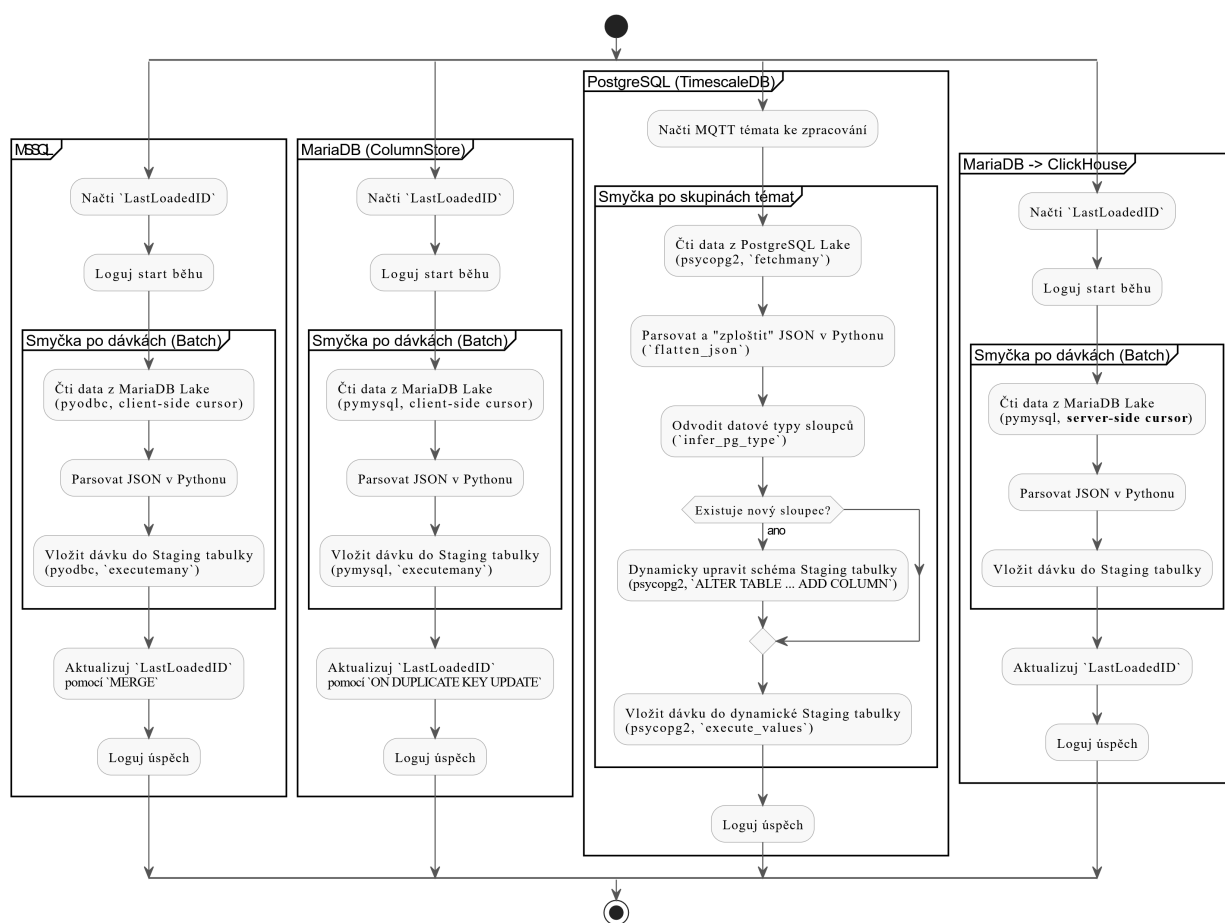 MSSQL
Načti `LastLoadedID`
Loguj start běhu
Smyčka po dávkách (Batch)
Čti data z MariaDB Lake
(pyodbc, client-side cursor)
Parsovat JSON v Pythonu
Vložit dávku do Staging tabulky
(pyodbc, `executemany`)
Aktualizuj `LastLoadedID`
pomocí `MERGE`
Loguj úspěch
MariaDB (ColumnStore)
Načti `LastLoadedID`
Loguj start běhu
Smyčka po dávkách (Batch)
Čti data z MariaDB Lake
(pymysql, client-side cursor)
Parsovat JSON v Pythonu
Vložit dávku do Staging tabulky
(pymysql, `executemany`)
Aktualizuj `LastLoadedID`
pomocí `ON DUPLICATE KEY UPDATE`
Loguj úspěch
PostgreSQL (TimescaleDB)
Načti MQTT témata ke zpracování
Smyčka po skupinách témat
Čti data z PostgreSQL Lake
(psycopg2, `fetchmany`)
Parsovat a "zploštit" JSON v Pythonu
(`flatten_json`)
Odvodit datové typy sloupců
(`infer_pg_type`)
Existuje nový sloupec?
ano
Dynamicky upravit schéma Staging tabulky
(psycopg2, `ALTER TABLE ... ADD COLUMN`)
Vložit dávku do dynamické Staging tabulky
(psycopg2, `execute_values`)
Loguj úspěch
MariaDB -> ClickHouse
Načti `LastLoadedID`
Loguj start běhu
Smyčka po dávkách (Batch)
Čti data z MariaDB Lake
(pymysql, server-side cursor)
Parsovat JSON v Pythonu
Vložit dávku do Staging tabulky
Aktualizuj `LastLoadedID`
Loguj úspěch